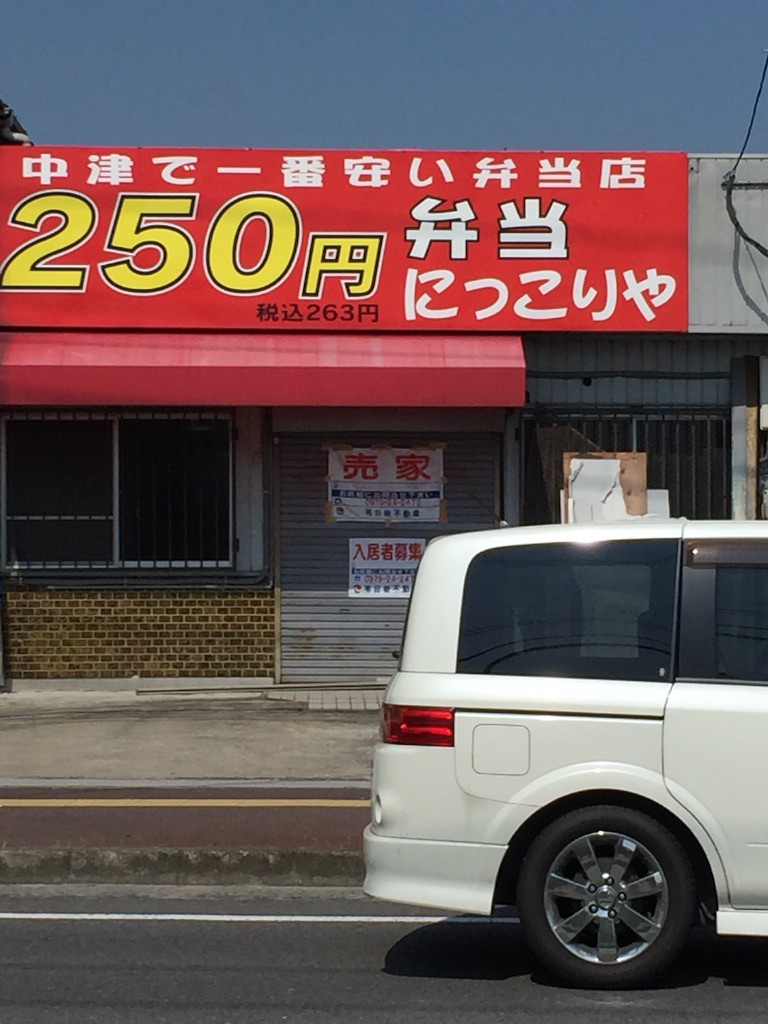 中津で一番安い弁当店
250円
弁当
にっこりや
税込263円
売家
入居者募集